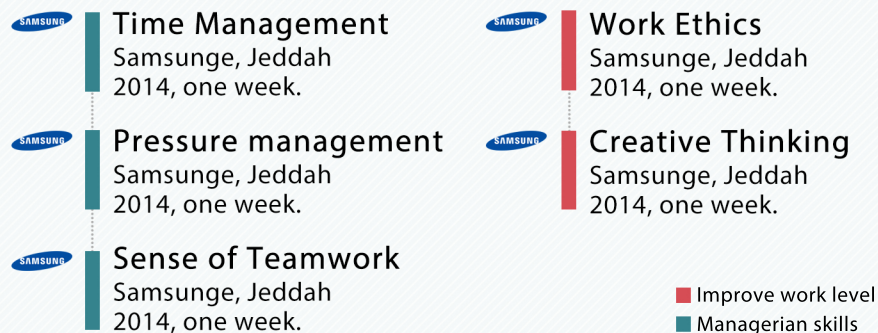 SAMSUNG
Time Management
Samsunge, Jeddah
2014, one week.
SAMSUNG
Pressure management
Samsunge, Jeddah
2014, one week.
SAMSUNG
Sense of Teamwork
Samsunge, Jeddah
2014, one week.
SAMSUNG
Work Ethics
Samsunge, Jeddah
2014, one week.
SAMSUNG
Creative Thinking
Samsunge, Jeddah
2014, one week.
Improve work level
Managerian skills